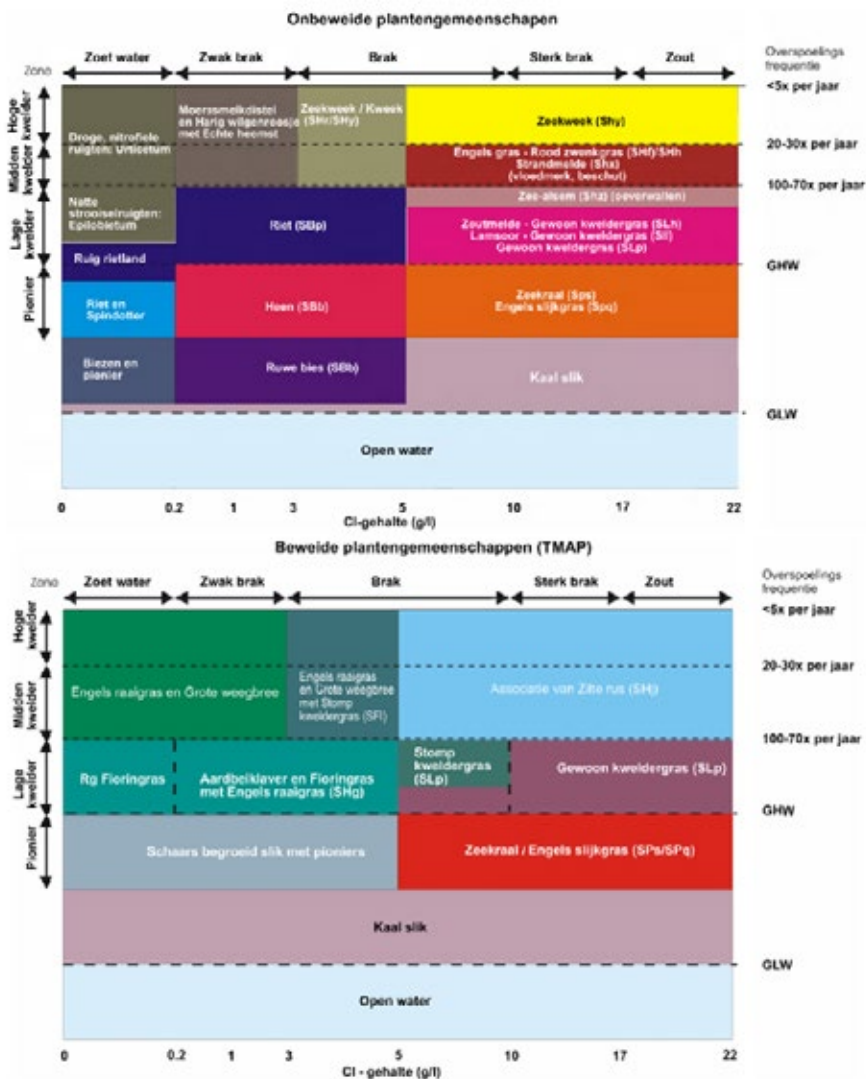 Onbeweide plantengemeenschapen
Zone
Zoet water
Zwak brak
Brak
Sterk brak
Zout
Overspoelings
frequentie
Hoge
kwelder
Midden
kwelder
Lage
kwelder
Pionier
<5x per jaar
20-30x per jaar
100-70x per jaar
GHW
GLW
Droge, nitrofiele
ruigten: Urticetum
Moerasmelkdistel
en Harig wilgenroosje
met Echte heemst
Zeekweek / Kweek
(SHr/SHy)
Zeekweek (Shy)
Engels gras - Rood zwenkgras (SHf)/SHh
Strandmelde (Shx)
(vloedmerk, beschut)
Natte
strooiselruigten:
Epilobietum
Riet (SBp)
Zee-alsem (Shz) (oeverwallen)
Zoutmelde - Gewoon kweldergras (SLh)
Lamsoor - Gewoon kweldergras (Sll)
Gewoon kweldergras (SLp)
Ruig rietland
Riet en
Spindotter
Heen (SBb)
Zeekraal (Sps)
Engels slijkgras (Spq)
Biezen en
pionier
Ruwe bies (SBb)
Kaal slik
Open water
0
0.2
1
3
5
10
17
22
Cl-gehalte (g/l)
Beweide plantengemeenschappen (TMAP)
Zone
Zoet water
Zwak brak
Brak
Sterk brak
Zout
Overspoelings
frequentie
Hoge
kwelder
Midden
kwelder
Lage
kwelder
Pionier
<5x per jaar
20-30x per jaar
100-70x per jaar
GHW
GLW
Engels raaigras en Grote weegbree
Engels raaigras
en Grote weegbree
met Stomp
kweldergras (SFl)
Associatie van Zilte rus (SHj)
Rg Fioringras
Aardbeiklaver en Fioringras
met Engels raaigras (SHg)
Stomp
kweldergras
(SLp)
Gewoon kweldergras (SLp)
Schaars begroeid slik met pioniers
Zeekraal / Engels slijkgras (SPs/SPq)
Kaal slik
Open water
0
0.2
1
3
5
10
17
22
Cl - gehalte (g/l)